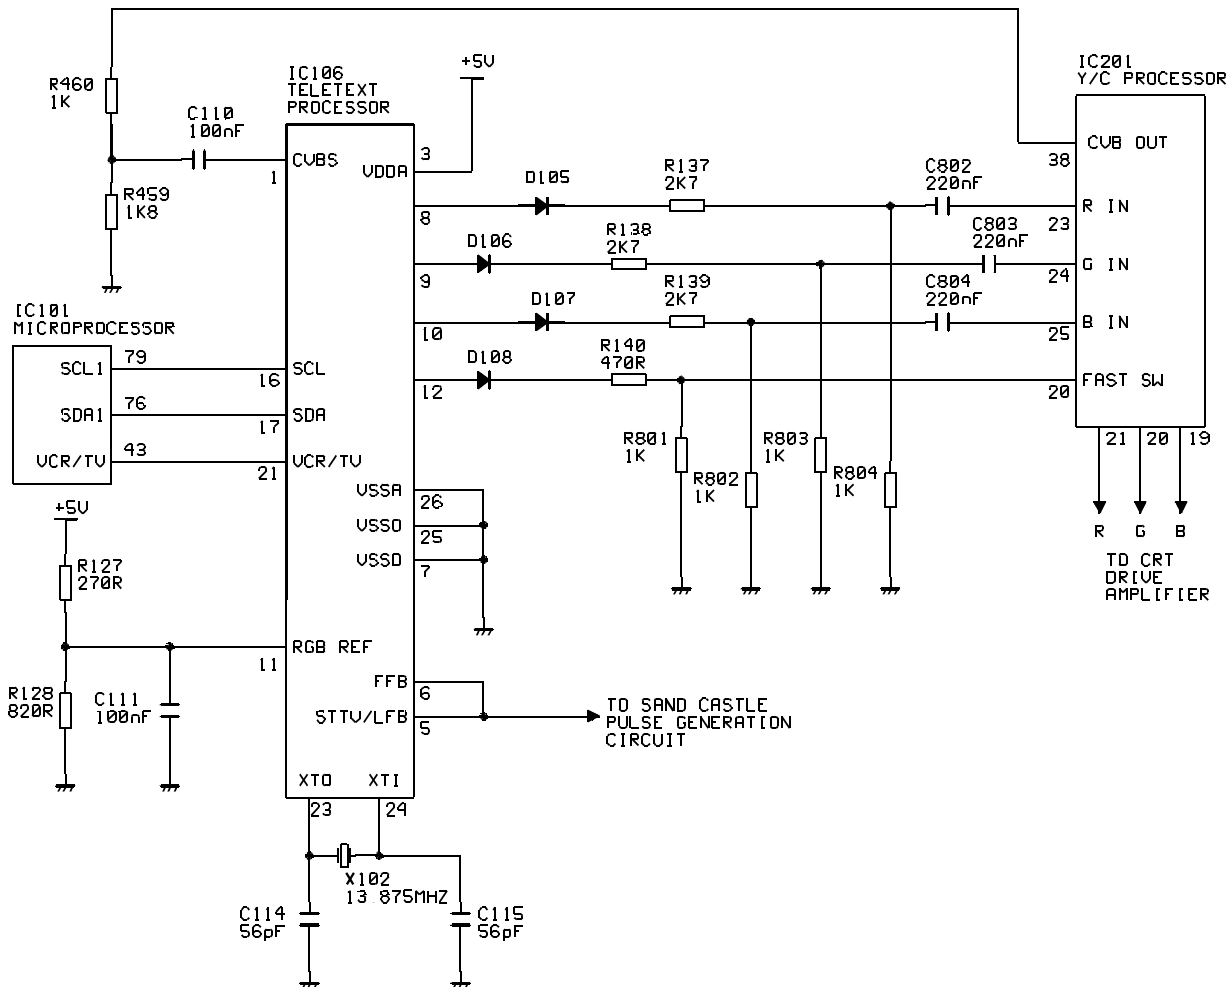 +5V
IC201
Y/C PROCESSOR
IC106
TELETEXT
PROCESSOR
R460
1K
C110
100nF
CVBS
1
3
VDDA
CVB OUT
38
R459
1K8
D105
8
R137
2K7
C802
220nF
R IN
23
D106
9
R138
2K7
C803
220nF
G IN
24
D107
10
R139
2K7
C804
220nF
B IN
25
D108
12
R140
470R
FAST SW
20
IC101
MICROPROCESSOR
SCL1
79
16
SCL
SDA1
76
17
SDA
VCR/TV
43
21
VCR/TV
R801
1K
R802
1K
R803
1K
R804
1K
21
20
19
R
G
B
TO CRT
DRIVE
AMPLIFIER
VSSA
26
VSSO
25
VSSD
7
+5V
R127
270R
RGB REF
11
R128
820R
C111
100nF
FFB
6
STTV/LFB
5
TO SAND CASTLE
PULSE GENERATION
CIRCUIT
XTO
XTI
23
24
X102
13.875MHZ
C114
56pF
C115
56pF